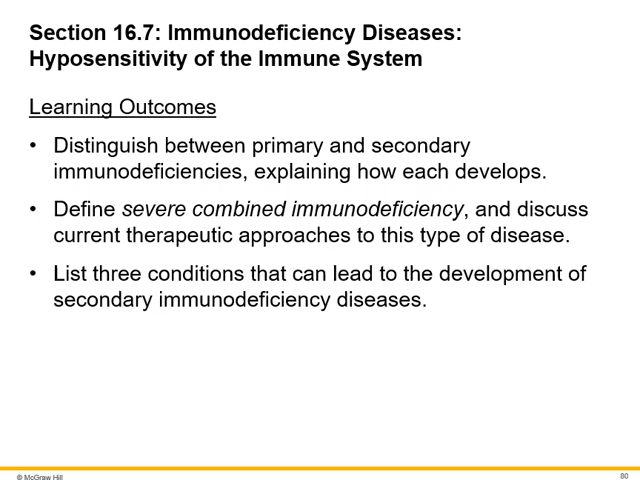 Section 16.7: Immunodeficiency Diseases:
Hyposensitivity of the Immune System
Learning Outcomes
• Distinguish between primary and secondary
immunodeficiencies, explaining how each develops.
• Define severe combined immunodeficiency, and discuss
current therapeutic approaches to this type of disease.
• List three conditions that can lead to the development of
secondary immunodeficiency diseases.
© McGraw Hill
80